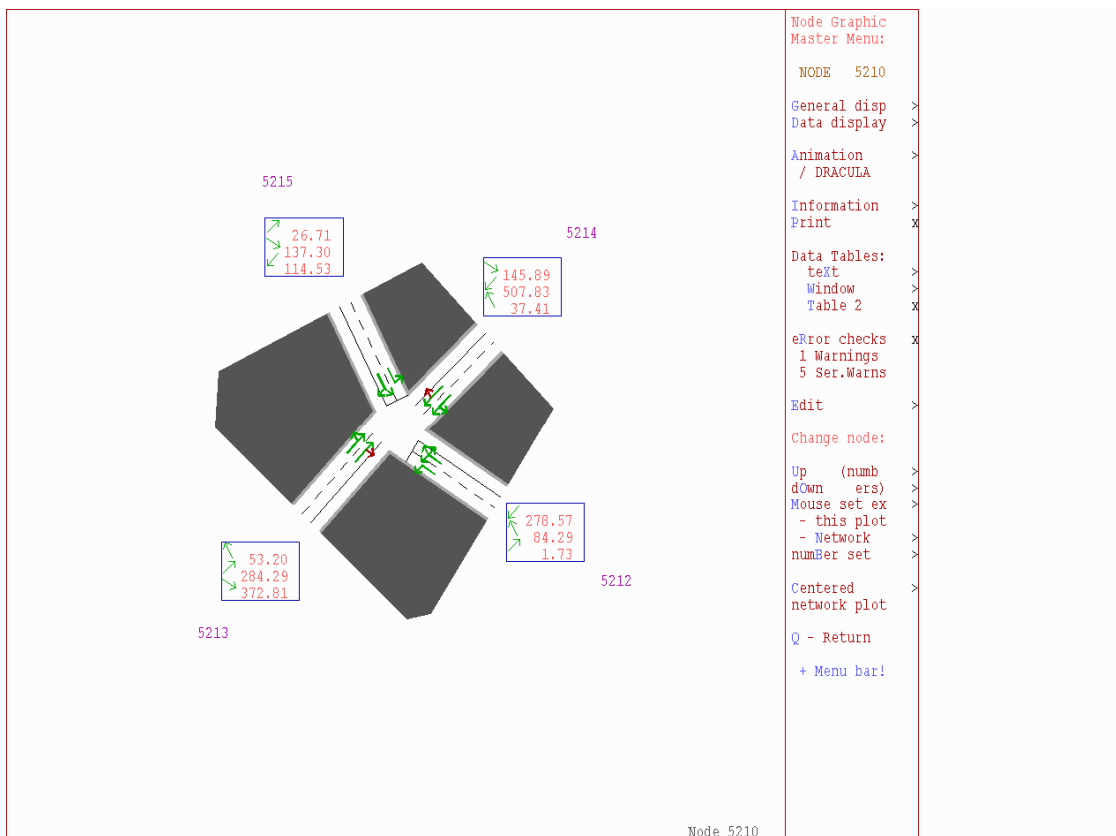 5215
26.71
137.30
114.53
5214
145.89
507.83
37.41
278.57
84.29
1.73
5212
53.20
284.29
372.81
5213
Node 5210
Node Graphic
Master Menu:
NODE 5210
General disp >
Data display >
Animation >
/ DRACULA
Information >
Print x
Data Tables:
teXt >
Window >
Table 2 x
eRror checks x
1 Warnings
5 Ser.Warns
Edit >
Change node:
Up (numb >
dOwn ers) >
Mouse set ex >
- this plot
- Network >
numBer set >
Centered >
network plot
Q - Return
+ Menu bar!